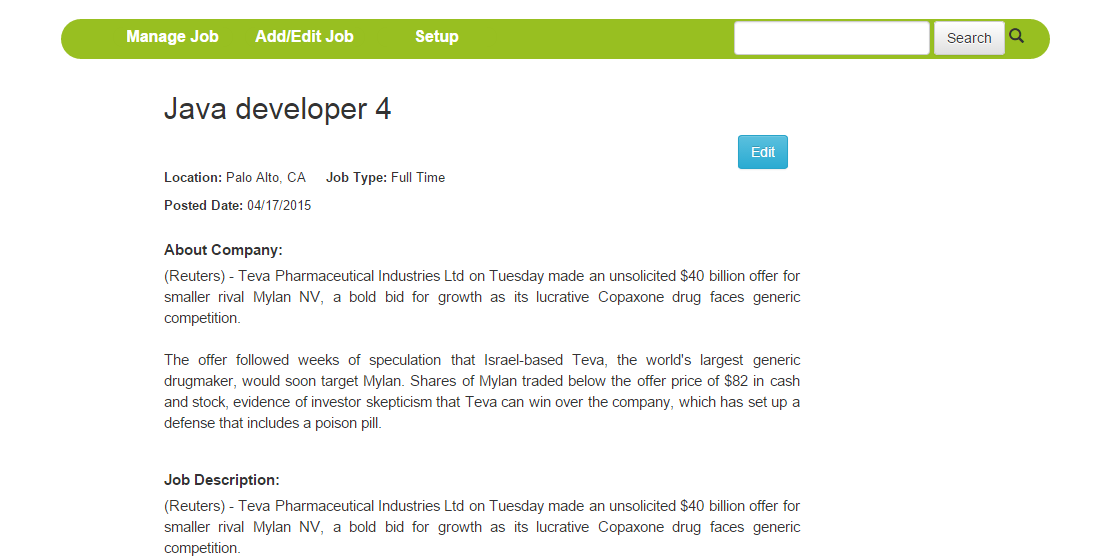 Manage Job Add/Edit Job Setup Search
Java developer 4
Edit
Location: Palo Alto, CA Job Type: Full Time
Posted Date: 04/17/2015
About Company:
(Reuters) - Teva Pharmaceutical Industries Ltd on Tuesday made an unsolicited $40 billion offer for
smaller rival Mylan NV, a bold bid for growth as its lucrative Copaxone drug faces generic
competition.
The offer followed weeks of speculation that Israel-based Teva, the world's largest generic
drugmaker, would soon target Mylan. Shares of Mylan traded below the offer price of $82 in cash
and stock, evidence of investor skepticism that Teva can win over the company, which has set up a
defense that includes a poison pill.
Job Description:
(Reuters) - Teva Pharmaceutical Industries Ltd on Tuesday made an unsolicited $40 billion offer for
smaller rival Mylan NV, a bold bid for growth as its lucrative Copaxone drug faces generic
competition.